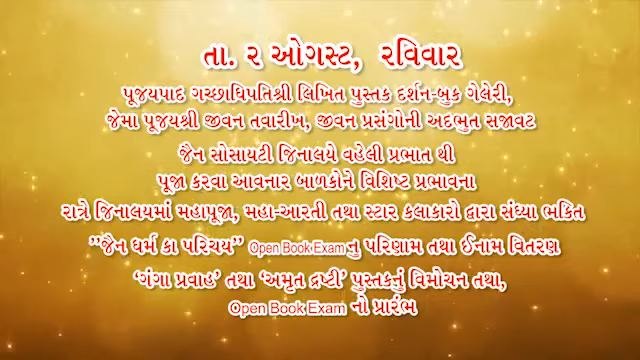 તા. ૨ ઓગસ્ટ, રવિવાર
પૂજયપાદ ગચ્છાધિપતિશ્રી લિખિત પુસ્તક દર્શન-બુક ગેલેરી,
જેમા પૂજયશ્રી જીવન તવારીખ, જીવન પ્રસંગોની અદભુત સજાવટ
જૈન સોસાયટી જિનાલયે વહેલી પ્રભાત થી
પૂજા કરવા આવનાર બાળકોને વિશિષ્ટ પ્રભાવના
રાત્રે જિનાલયમાં મહાપૂજા, મહા-આરતી તથા સ્ટાર કલાકારો દ્વારા સંધ્યા ભકિત
”જૈન ધર્મ કા પરિચય” Open Book Exam નુ પરિણામ તથા ઈનામ વિતરણ
‘ગંગા પ્રવાહ’ તથા ‘અમૃત દ્રષ્ટી’ પુસ્તકનું વિમોચન તથા,
Open Book Exam નો પ્રારંભ